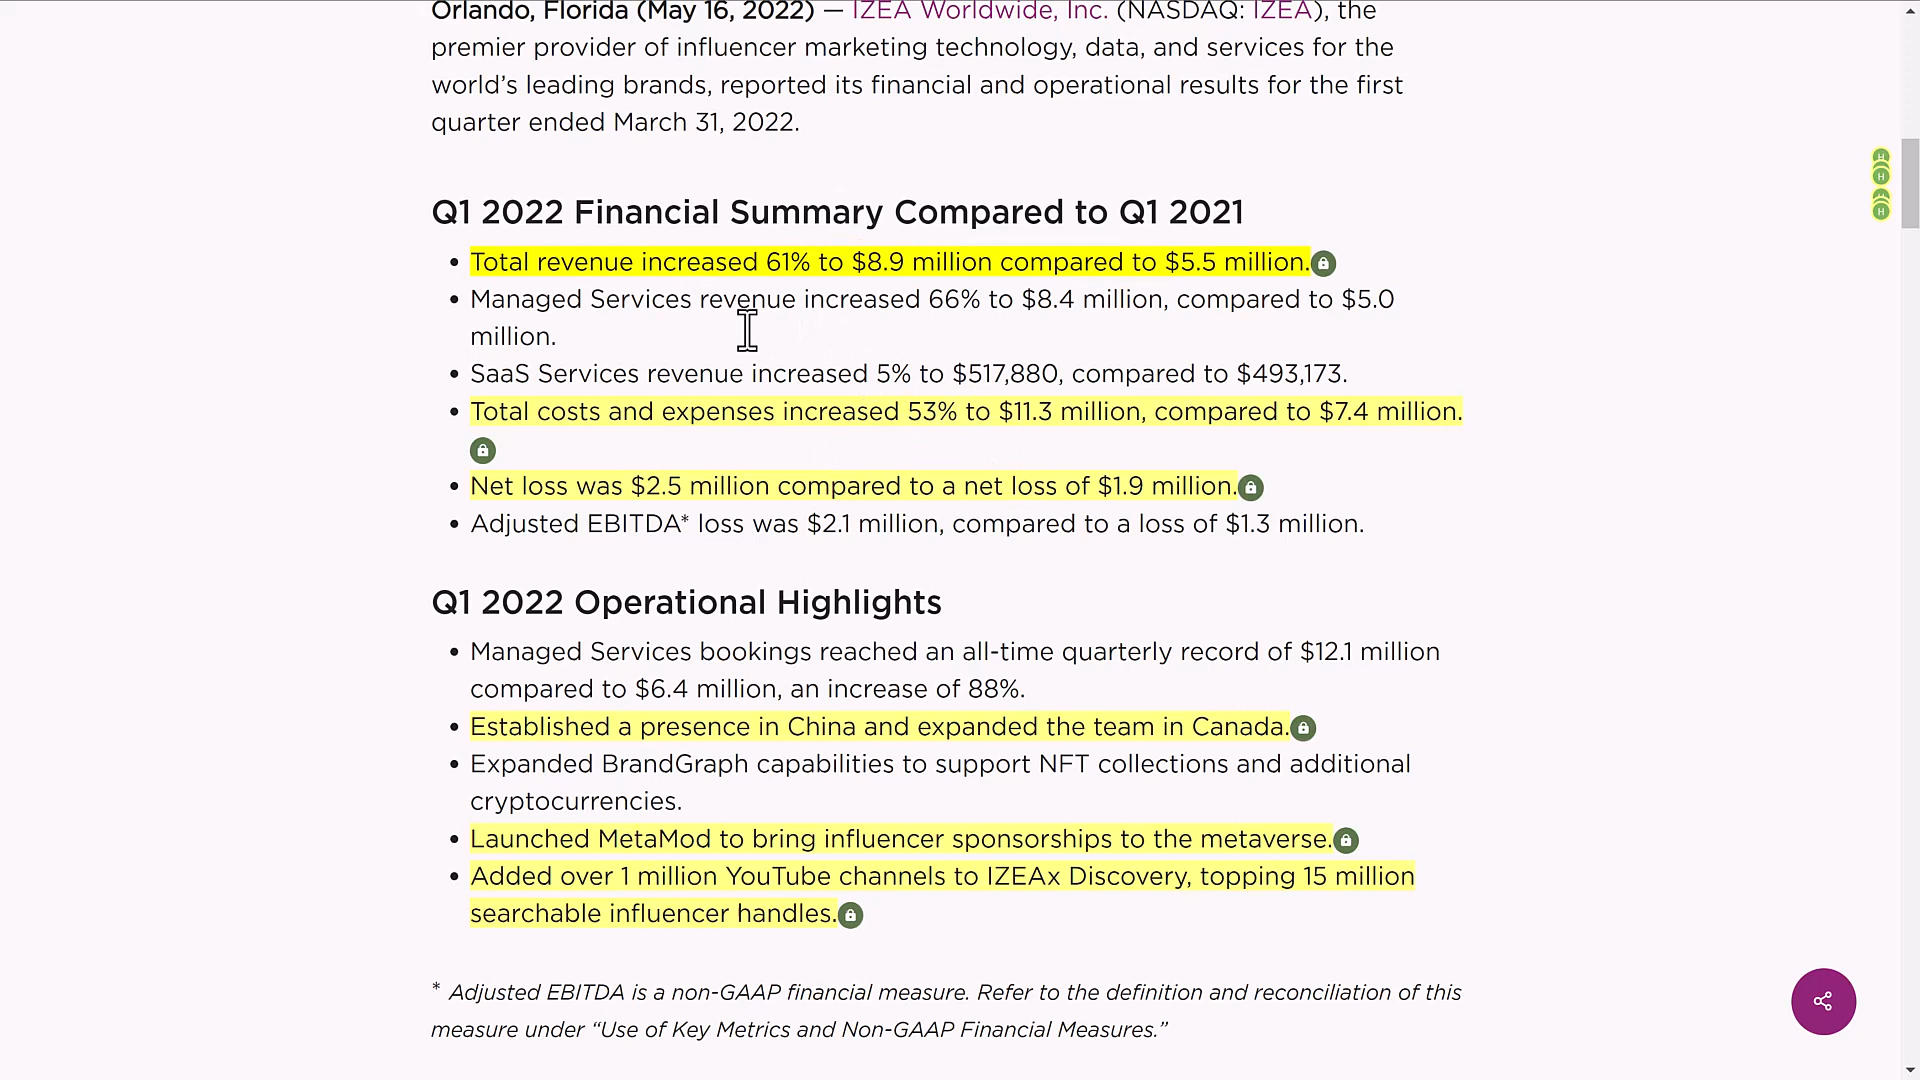 Orlando, Florida (May 16, 2022) — IZEA Worldwide, Inc. (NASDAQ: IZEA), the
premier provider of influencer marketing technology, data, and services for the
world’s leading brands, reported its financial and operational results for the first
quarter ended March 31, 2022.
Q1 2022 Financial Summary Compared to Q1 2021
• Total revenue increased 61% to $8.9 million compared to $5.5 million.
• Managed Services revenue increased 66% to $8.4 million, compared to $5.0
million.
• SaaS Services revenue increased 5% to $517,880, compared to $493,173.
• Total costs and expenses increased 53% to $11.3 million, compared to $7.4 million.
• Net loss was $2.5 million compared to a net loss of $1.9 million.
• Adjusted EBITDA* loss was $2.1 million, compared to a loss of $1.3 million.
Q1 2022 Operational Highlights
• Managed Services bookings reached an all-time quarterly record of $12.1 million
compared to $6.4 million, an increase of 88%.
• Established a presence in China and expanded the team in Canada.
• Expanded BrandGraph capabilities to support NFT collections and additional
cryptocurrencies.
• Launched MetaMod to bring influencer sponsorships to the metaverse.
• Added over 1 million YouTube channels to IZEAx Discovery, topping 15 million
searchable influencer handles.
* Adjusted EBITDA is a non-GAAP financial measure. Refer to the definition and reconciliation of this
measure under “Use of Key Metrics and Non-GAAP Financial Measures.”
H
H
H
H